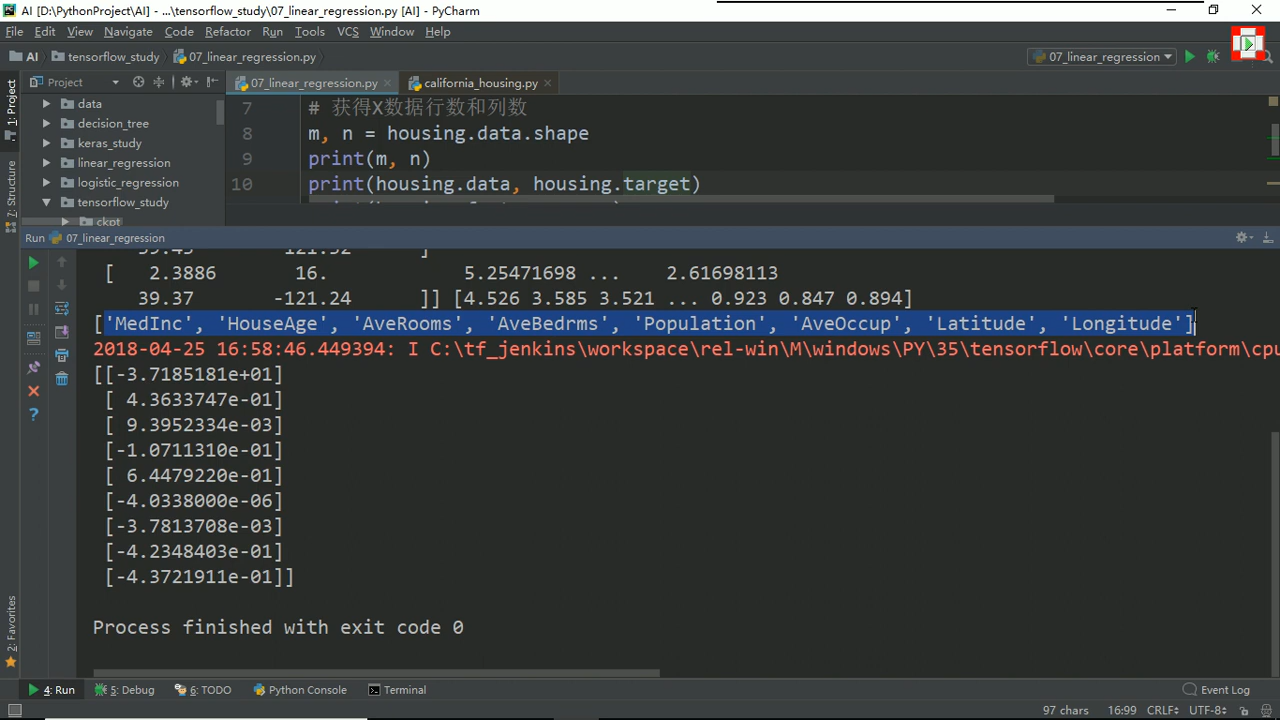 AI [D:\PythonProject\AI] - ...\tensorflow_study\07_linear_regression.py [AI] - PyCharm
File Edit View Navigate Code Refactor Run Tools VCS Window Help
AI tensorflow_study 07_linear_regression.py 07_linear_regression
Project 07_linear_regression.py california_housing.py
1: Project
7: Structure
2: Favorites
data
decision_tree
keras_study
linear_regression
logistic_regression
tensorflow_study
ckpt
7 # 获得X数据行数和列数
8 m, n = housing.data.shape
9 print(m, n)
10 print(housing.data, housing.target)
Run 07_linear_regression
39.43 -121.32 ]
[ 2.3886 16. 5.25471698 ... 2.61698113
39.37 -121.24 ]] [4.526 3.585 3.521 ... 0.923 0.847 0.894]
['MedInc', 'HouseAge', 'AveRooms', 'AveBedrms', 'Population', 'AveOccup', 'Latitude', 'Longitude']
2018-04-25 16:58:46.449394: I C:\tf_jenkins\workspace\rel-win\M\windows\PY\35\tensorflow\core\platform\cpu
[[-3.7185181e+01]
[ 4.3633747e-01]
[ 9.3952334e-03]
[-1.0711310e-01]
[ 6.4479220e-01]
[-4.0338000e-06]
[-3.7813708e-03]
[-4.2348403e-01]
[-4.3721911e-01]]
Process finished with exit code 0
4: Run 5: Debug 6: TODO Python Console Terminal Event Log
97 chars 16:99 CRLF UTF-8